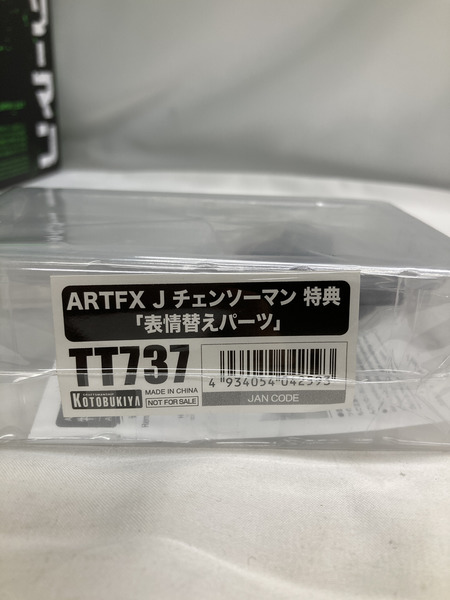 ARTFX J チェンソーマン 特典
「表情替えパーツ」
TT737
KOTOBUKIYA
MADE IN CHINA
NOT FOR SALE
4 934054 042593
JAN CODE